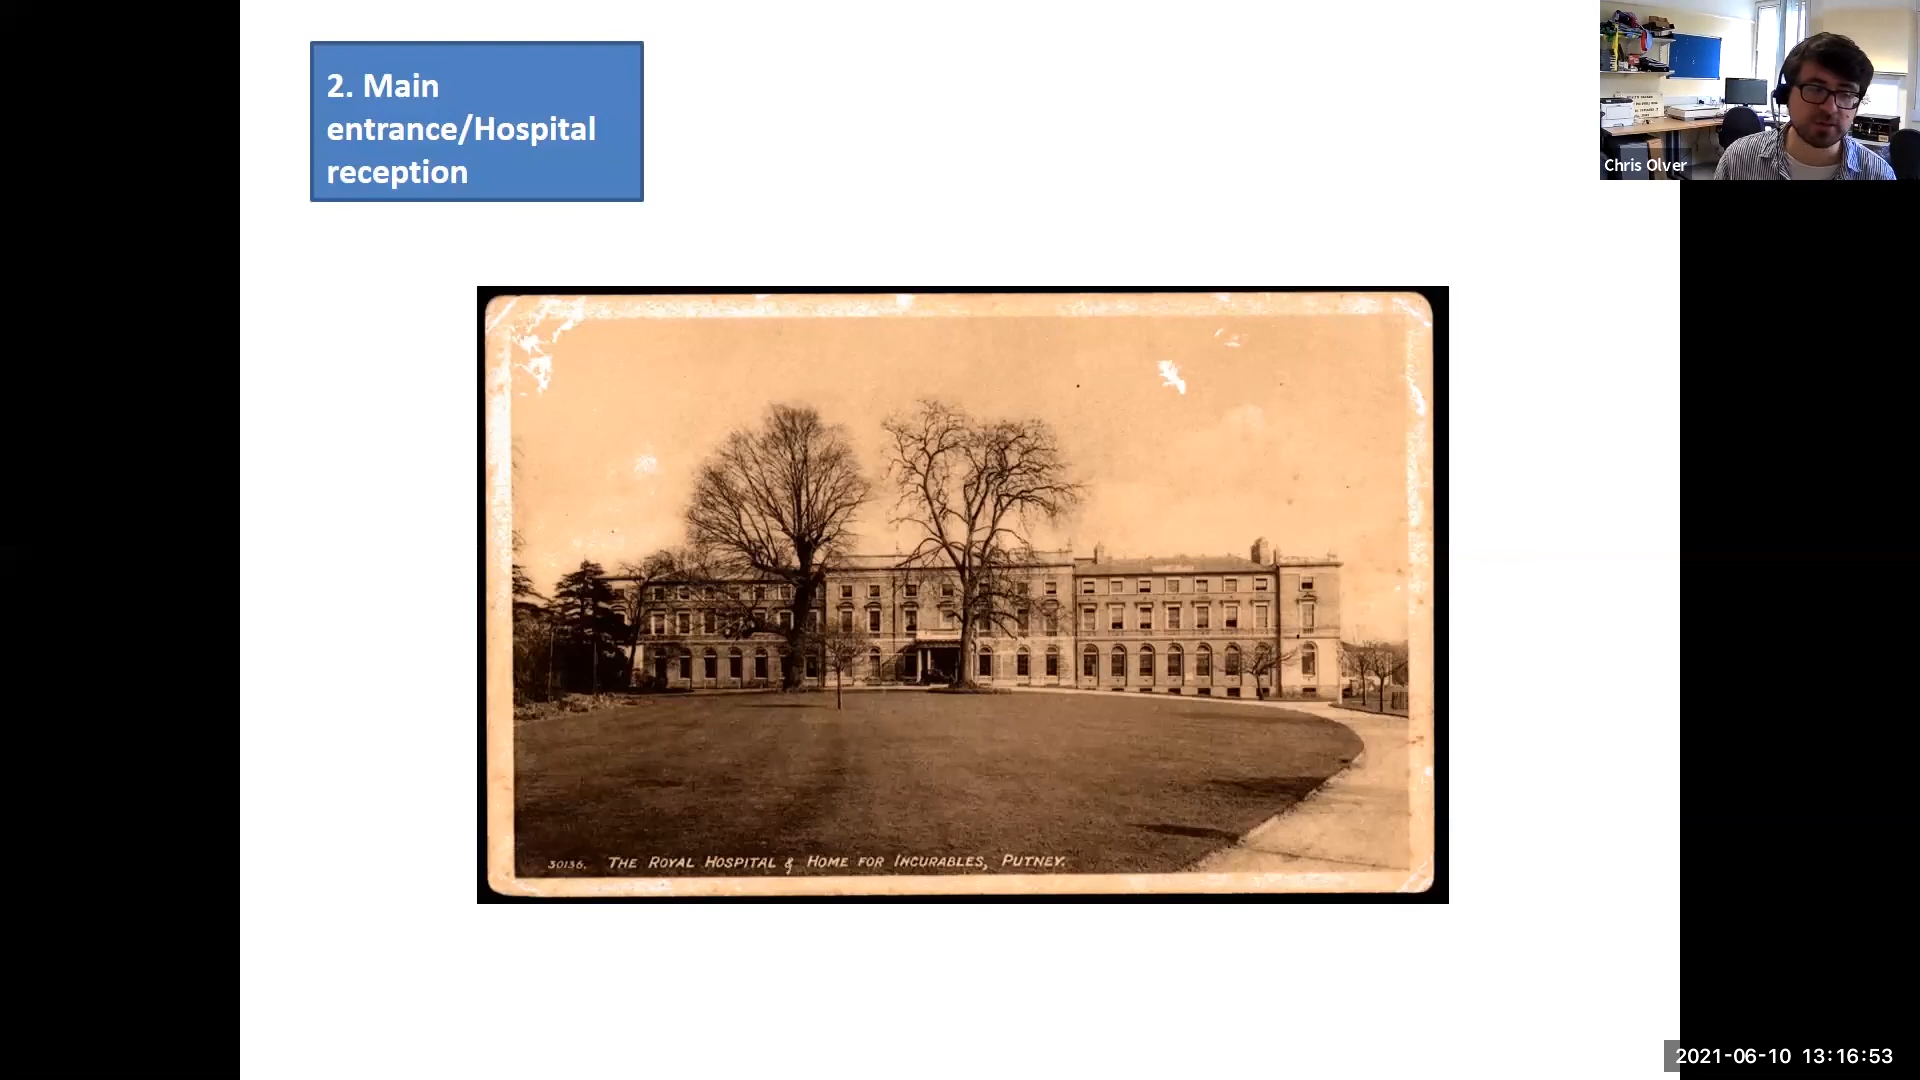 2. Main
entrance/Hospital
reception
Chris Olver
30136. THE ROYAL HOSPITAL & HOME FOR INCURABLES, PUTNEY.
2021-06-10 13:16:53